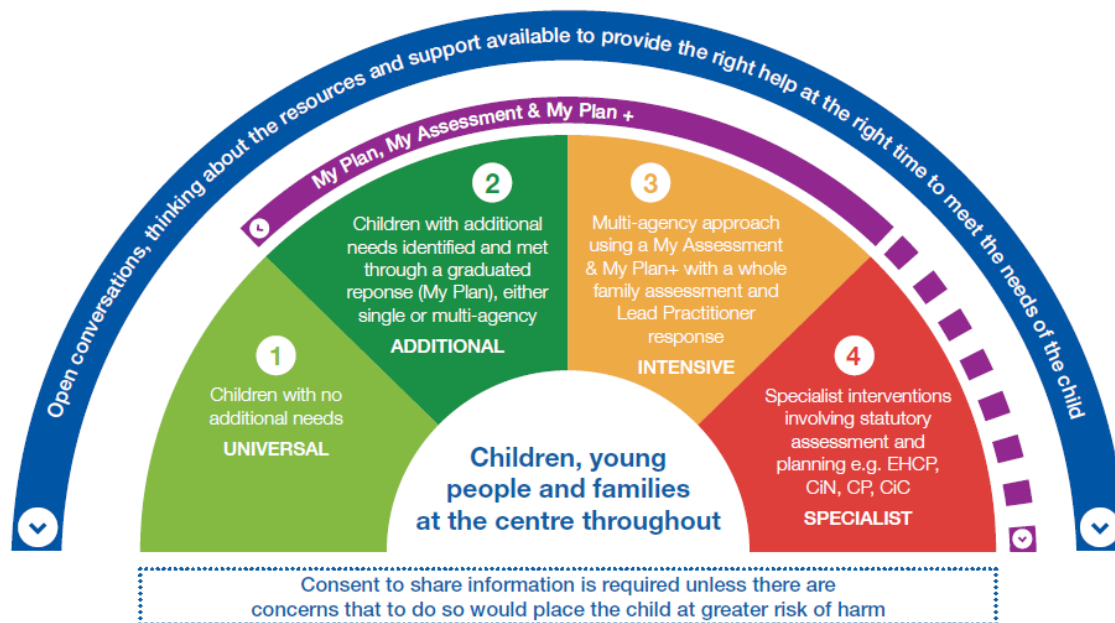 Open conversations, thinking about the resources and support available to provide the right help at the right time to meet the needs of the child
My Plan, My Assessment & My Plan +
1
Children with no
additional needs
UNIVERSAL
2
Children with additional
needs identified and met
through a graduated
reponse (My Plan), either
single or multi-agency
ADDITIONAL
3
Multi-agency approach
using a My Assessment
& My Plan+ with a whole
family assessment and
Lead Practitioner
response
INTENSIVE
4
Specialist interventions
involving statutory
assessment and
planning e.g. EHCP,
CiN, CP, CiC
SPECIALIST
Children, young
people and families
at the centre throughout
Consent to share information is required unless there are
concerns that to do so would place the child at greater risk of harm